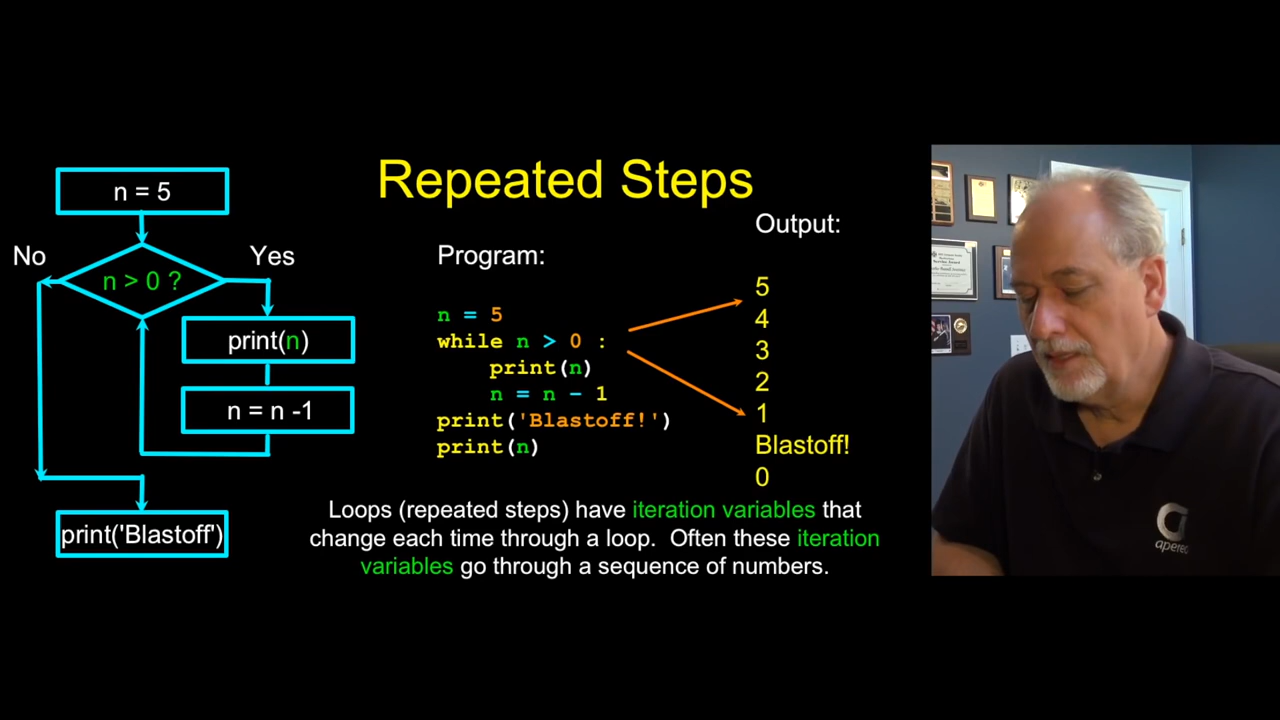 Repeated Steps
n = 5
No
Yes
n > 0 ?
print(n)
n = n -1
print('Blastoff')
Program:
n = 5
while n > 0 :
    print(n)
    n = n - 1
print('Blastoff!')
print(n)
Output:
5
4
3
2
1
Blastoff!
0
Loops (repeated steps) have iteration variables that
change each time through a loop.  Often these iteration
variables go through a sequence of numbers.